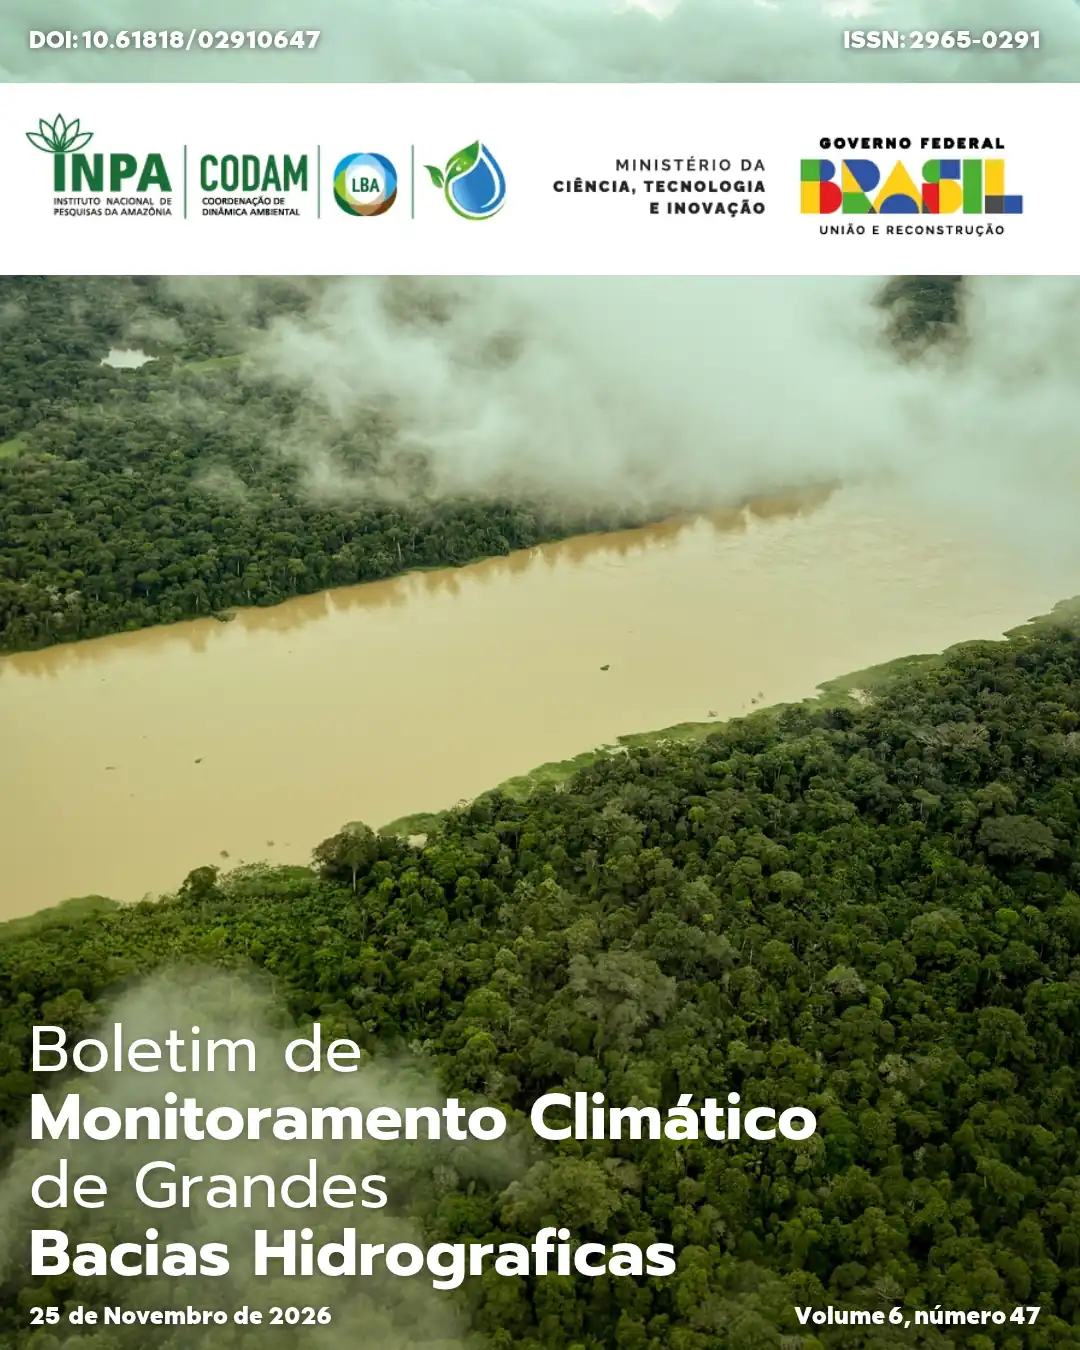 DOI: 10.61818/02910647
ISSN: 2965-0291
INPA
INSTITUTO NACIONAL DE
PESQUISAS DA AMAZÔNIA
CODAM
COORDENAÇÃO DE
DINÂMICA AMBIENTAL
LBA
MINISTÉRIO DA
CIÊNCIA, TECNOLOGIA
E INOVAÇÃO
GOVERNO FEDERAL
BRASIL
UNIÃO E RECONSTRUÇÃO
Boletim de
Monitoramento Climático
de Grandes
Bacias Hidrograficas
25 de Novembro de 2026
Volume 6, número 47